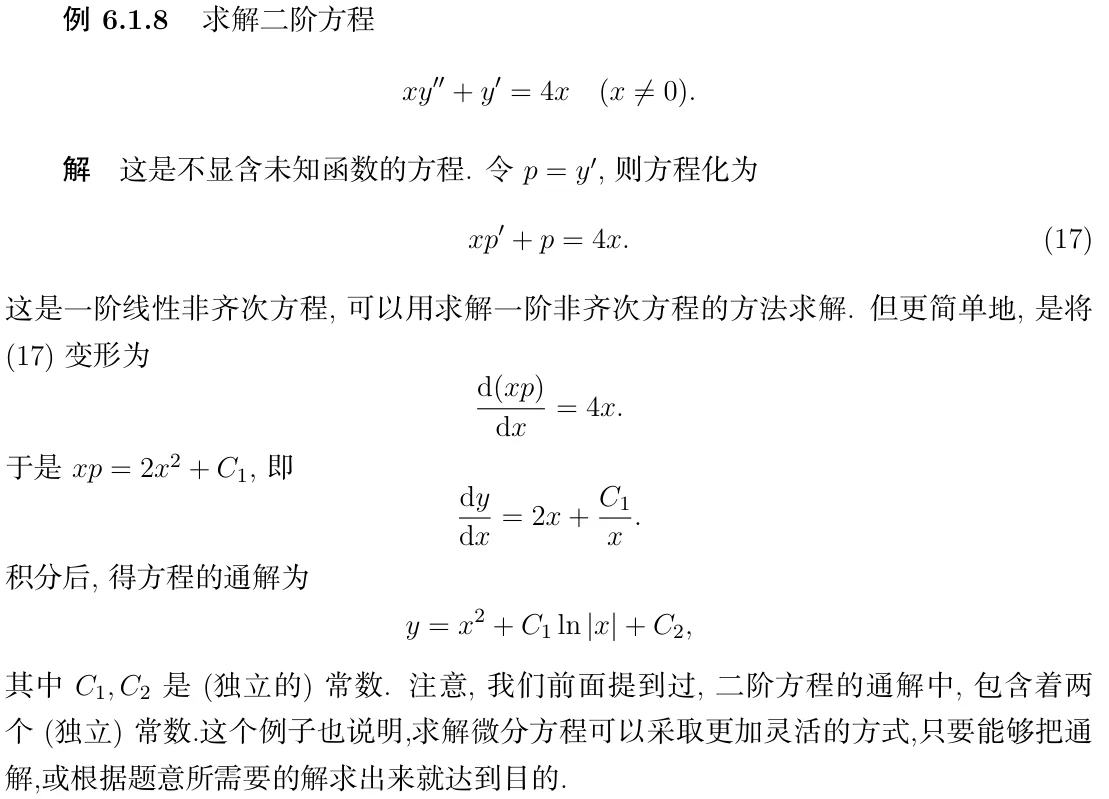 例 6.1.8 求解二阶方程
xy″ + y′ = 4x (x ≠ 0).
解 这是不显含未知函数的方程. 令 p = y′, 则方程化为
xp′ + p = 4x. (17)
这是一阶线性非齐次方程, 可以用求解一阶非齐次方程的方法求解. 但更简单地, 是将
(17) 变形为
d(xp)/dx = 4x.
于是 xp = 2x² + C₁, 即
dy/dx = 2x + C₁/x.
积分后, 得方程的通解为
y = x² + C₁ ln |x| + C₂,
其中 C₁, C₂ 是 (独立的) 常数. 注意, 我们前面提到过, 二阶方程的通解中, 包含着两
个 (独立) 常数.这个例子也说明,求解微分方程可以采取更加灵活的方式,只要能够把通
解,或根据题意所需要的解求出来就达到目的.